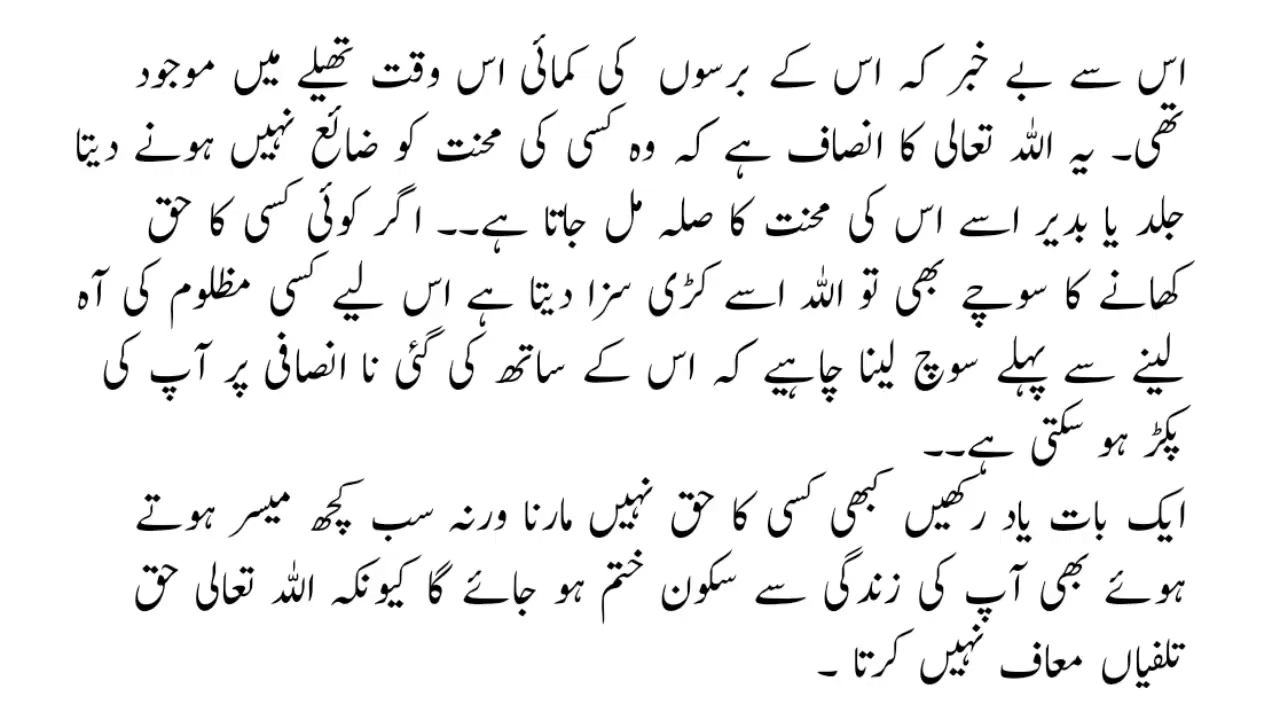 اس سے بے خبر کہ اس کے برسوں کی کمائی اس وقت تھیلے میں موجود
تھی۔ یہ اللہ تعالی کا انصاف ہے کہ وہ کسی کی محنت کو ضائع نہیں ہونے دیتا
جلد یا بدیر اسے اس کی محنت کا صلہ مل جاتا ہے۔۔ اگر کوئی کسی کا حق
کھانے کا سوچے بھی تو اللہ اسے کڑی سزا دیتا ہے اس لیے کسی مظلوم کی آہ
لینے سے پہلے سوچ لینا چاہیے کہ اس کے ساتھ کی گئی نا انصافی پر آپ کی
پکڑ ہو سکتی ہے۔۔
ایک بات یاد رکھیں کبھی کسی کا حق نہیں مارنا ورنہ سب کچھ میسر ہوتے
ہوئے بھی آپ کی زندگی سے سکون ختم ہو جائے گا کیونکہ اللہ تعالی حق
تلفیاں معاف نہیں کرتا ۔